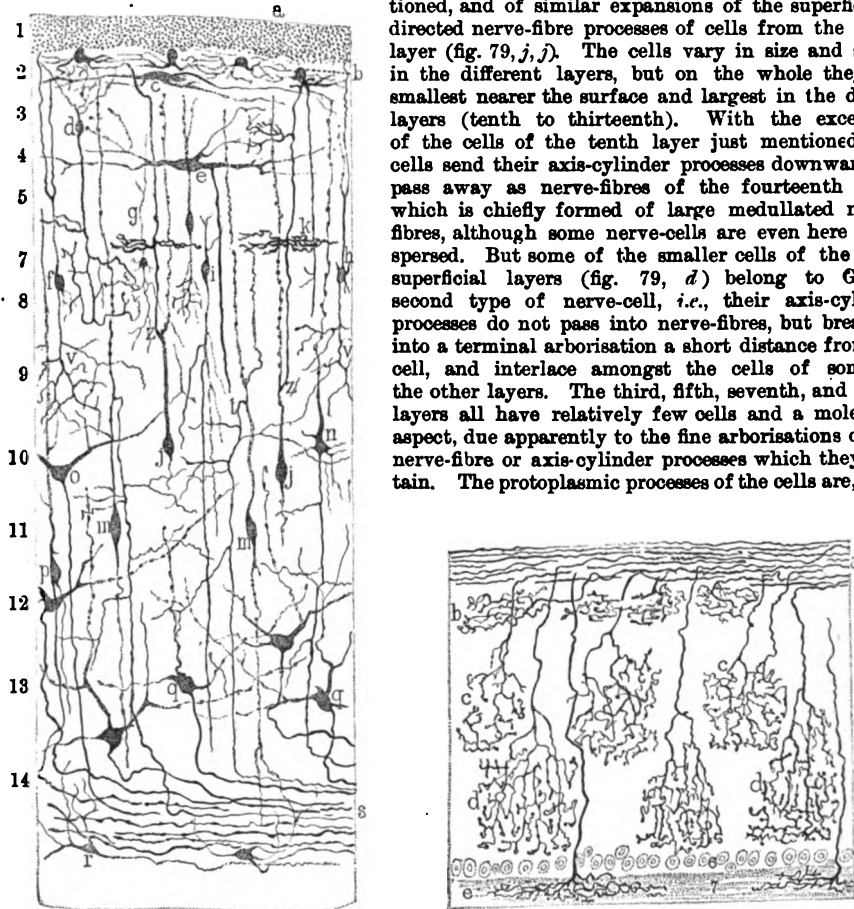 tioned, and of similar expansions of the superfi
directed nerve-fibre processes of cells from the
layer (fig. 79, j, j). The cells vary in size and
in the different layers, but on the whole the
smallest nearer the surface and largest in the d
layers (tenth to thirteenth). With the exce
of the cells of the tenth layer just mentioned
cells send their axis-cylinder processes downwar
pass away as nerve-fibres of the fourteenth
which is chiefly formed of large medullated
fibres, although some nerve-cells are even here
spersed. But some of the smaller cells of the
superficial layers (fig. 79, d) belong to G
second type of nerve-cell, i.e., their axis-cyl
processes do not pass into nerve-fibres, but brea
into a terminal arborisation a short distance fro
cell, and interlace amongst the cells of som
the other layers. The third, fifth, seventh, and
layers all have relatively few cells and a mole
aspect, due apparently to the fine arborisations
nerve-fibre or axis-cylinder processes which they
tain. The protoplasmic processes of the cells are,
a
1
2
b
c
3
d
4
e
5
g
k
7
f
i
h
8
z
v
v
9
n
10
o
j
j
11
m
m
p
12
13
q
q
14
s
r
b
c
c
d
d
6
e
7